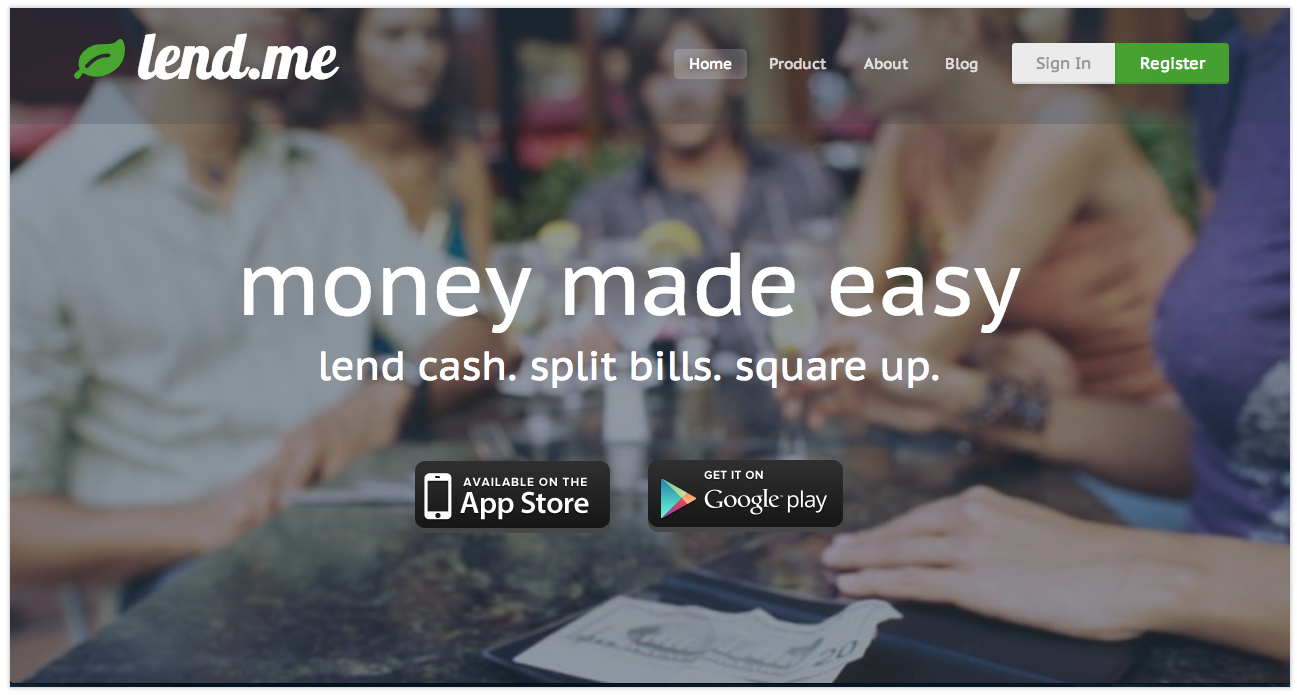 lend.me
Home Product About Blog Sign In Register
money made easy
lend cash. split bills. square up.
AVAILABLE ON THE
App Store
GET IT ON
Google play
20